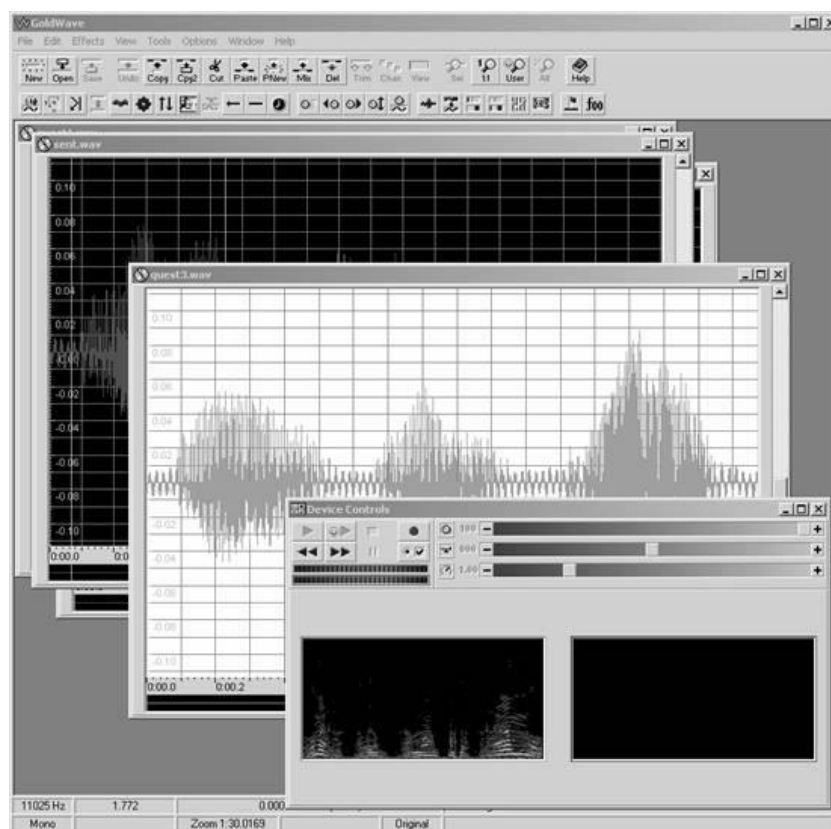 GoldWave
File Edit Effects View Tools Options Window Help
New Open Save Undo Copy Cpg2 Cut Paste PNew Mix Del Trim Chan View Sel 1:1 User All Help
foo
sent.wav
0.10
0.08
0.06
0.04
0.02
0.00
-0.02
-0.04
-0.06
-0.08
-0.10
0:00.0
quest3.wav
0.10
0.08
0.06
0.04
0.02
-0.02
-0.04
-0.06
-0.08
-0.10
0:00.0 0:00.2
Device Controls
100
000
1.00
11025 Hz 1.772 0.000
Mono Zoom 1:30.0169 Original